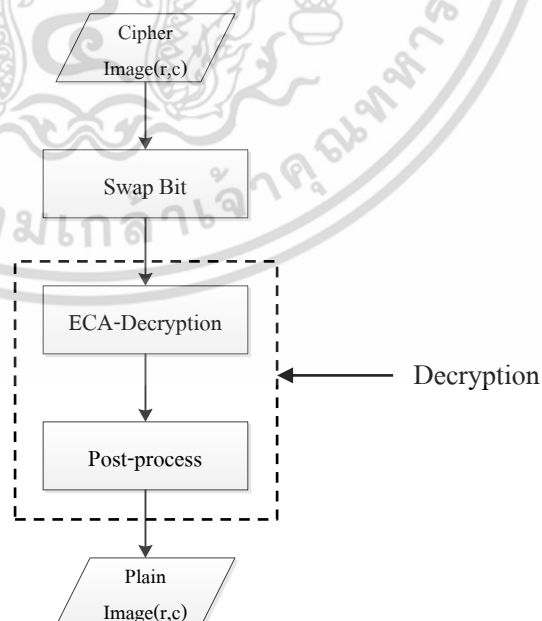 Cipher
Image(r,c)
Swap Bit
ECA-Decryption
Decryption
Post-process
Plain
Image(r,c)